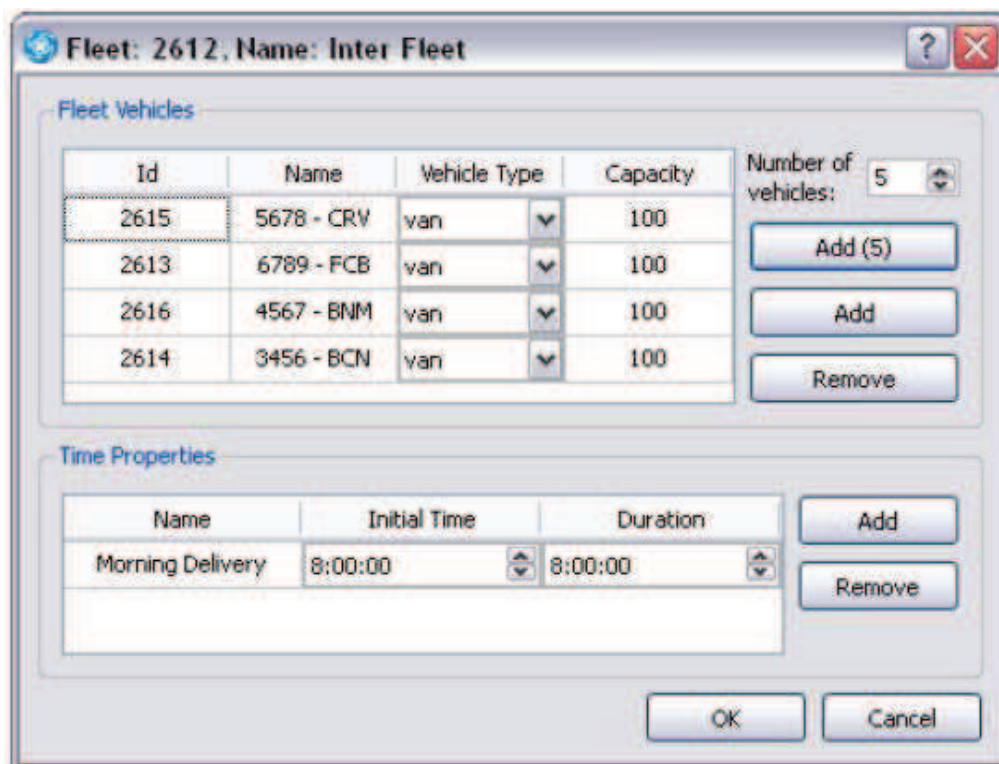 Fleet: 2612, Name: Inter Fleet
Fleet Vehicles
Id Name Vehicle Type Capacity
2615 5678 - CRV van 100
2613 6789 - FCB van 100
2616 4567 - BNM van 100
2614 3456 - BCN van 100
Number of
vehicles: 5
Add (5)
Add
Remove
Time Properties
Name Initial Time Duration
Morning Delivery 8:00:00 8:00:00
Add
Remove
OK Cancel